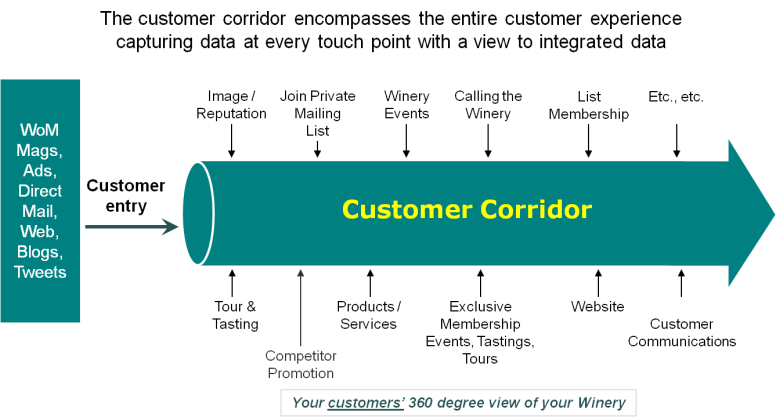 The customer corridor encompasses the entire customer experience
capturing data at every touch point with a view to integrated data
WoM
Mags,
Ads,
Direct
Mail,
Web,
Blogs,
Tweets
Customer
entry
Image /
Reputation
Join Private
Mailing
List
Winery
Events
Calling the
Winery
List
Membership
Etc., etc.
Customer Corridor
Tour &
Tasting
Competitor
Promotion
Products /
Services
Exclusive
Membership
Events, Tastings,
Tours
Website
Customer
Communications
Your customers' 360 degree view of your Winery